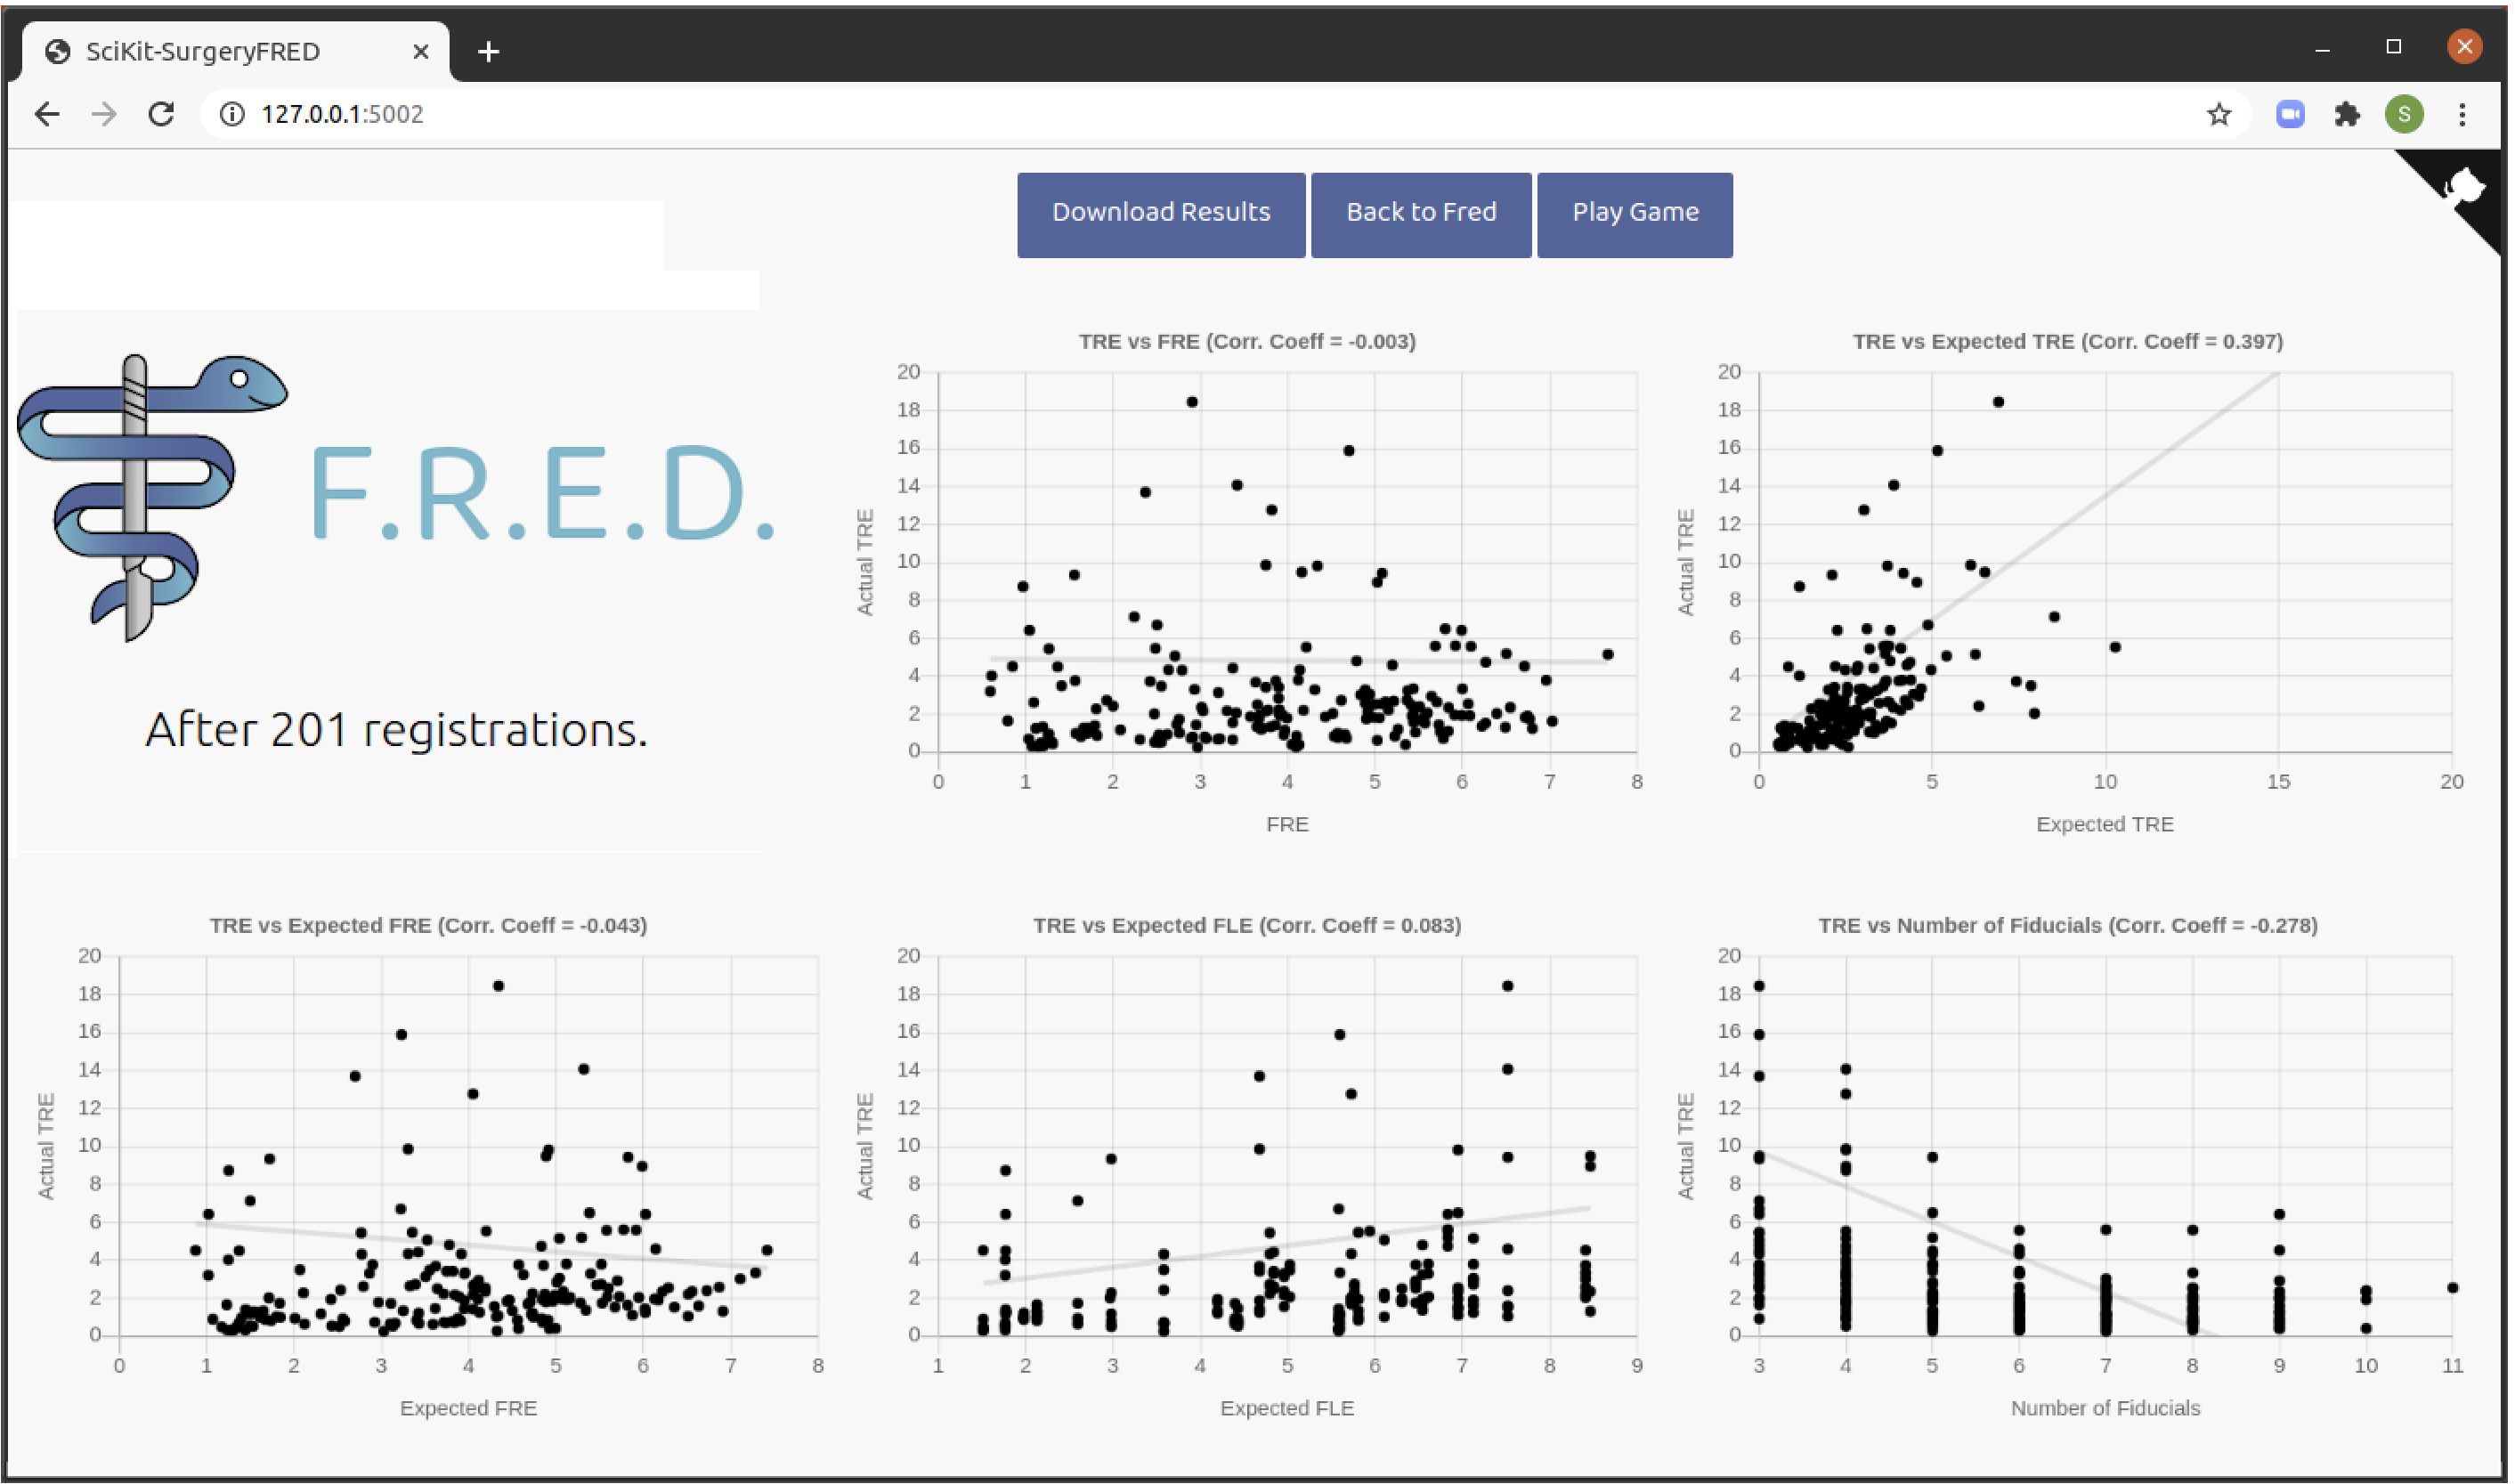 SciKit-SurgeryFRED
127.0.0.1:5002
S
Download Results
Back to Fred
Play Game
F.R.E.D.
After 201 registrations.
TRE vs FRE (Corr. Coeff = -0.003)
20
18
16
14
12
10
8
6
4
2
0
Actual TRE
0 1 2 3 4 5 6 7 8
FRE
TRE vs Expected TRE (Corr. Coeff = 0.397)
20
18
16
14
12
10
8
6
4
2
0
Actual TRE
0 5 10 15 20
Expected TRE
TRE vs Expected FRE (Corr. Coeff = -0.043)
20
18
16
14
12
10
8
6
4
2
0
Actual TRE
0 1 2 3 4 5 6 7 8
Expected FRE
TRE vs Expected FLE (Corr. Coeff = 0.083)
20
18
16
14
12
10
8
6
4
2
0
Actual TRE
1 2 3 4 5 6 7 8 9
Expected FLE
TRE vs Number of Fiducials (Corr. Coeff = -0.278)
20
18
16
14
12
10
8
6
4
2
0
Actual TRE
3 4 5 6 7 8 9 10 11
Number of Fiducials